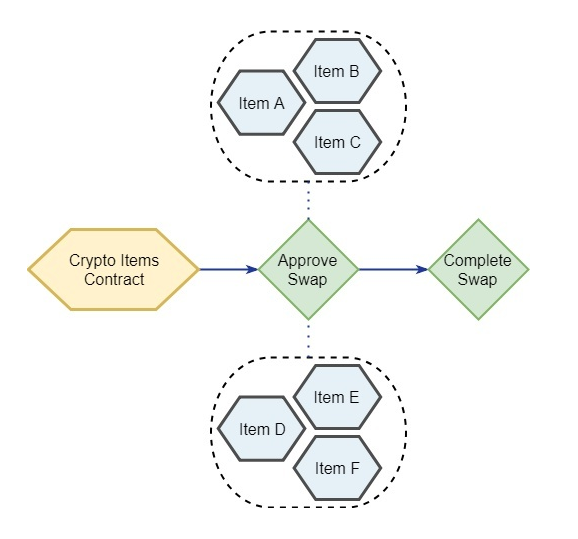 Item B
Item A
Item C
Crypto Items
Contract
Approve
Swap
Complete
Swap
Item E
Item D
Item F